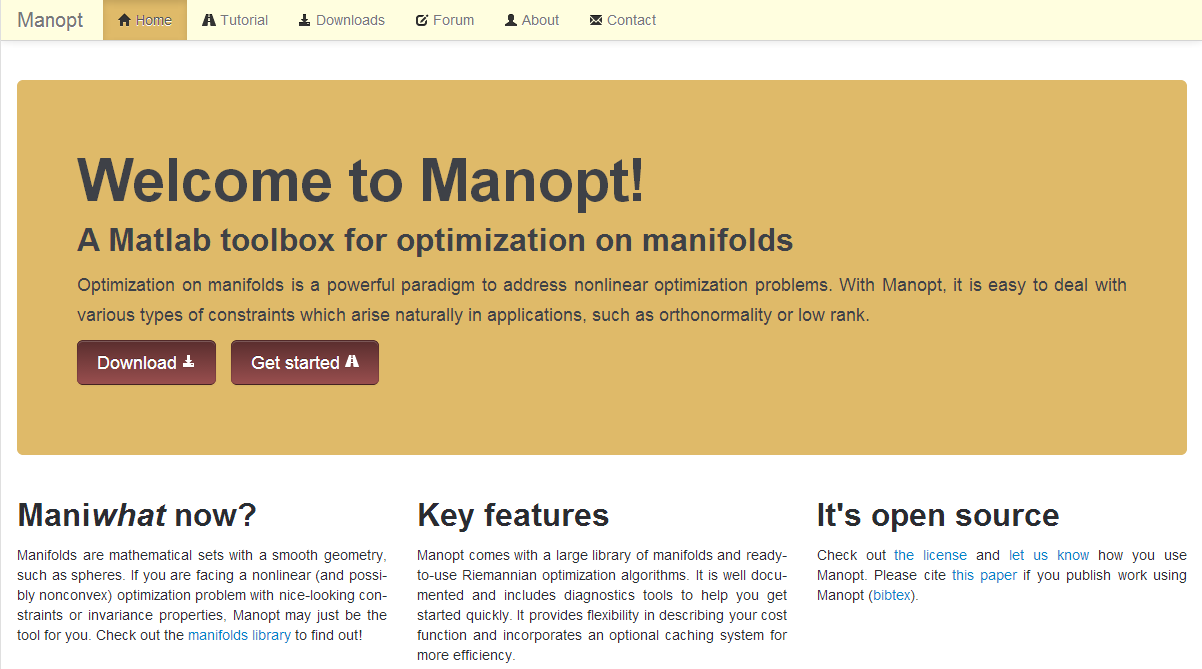 Manopt Home Tutorial Downloads Forum About Contact
Welcome to Manopt!
A Matlab toolbox for optimization on manifolds
Optimization on manifolds is a powerful paradigm to address nonlinear optimization problems. With Manopt, it is easy to deal with
various types of constraints which arise naturally in applications, such as orthonormality or low rank.
Download Get started
Maniwhat now?
Manifolds are mathematical sets with a smooth geometry,
such as spheres. If you are facing a nonlinear (and possi-
bly nonconvex) optimization problem with nice-looking con-
straints or invariance properties, Manopt may just be the
tool for you. Check out the manifolds library to find out!
Key features
Manopt comes with a large library of manifolds and ready-
to-use Riemannian optimization algorithms. It is well docu-
mented and includes diagnostics tools to help you get
started quickly. It provides flexibility in describing your cost
function and incorporates an optional caching system for
more efficiency.
It's open source
Check out the license and let us know how you use
Manopt. Please cite this paper if you publish work using
Manopt (bibtex).